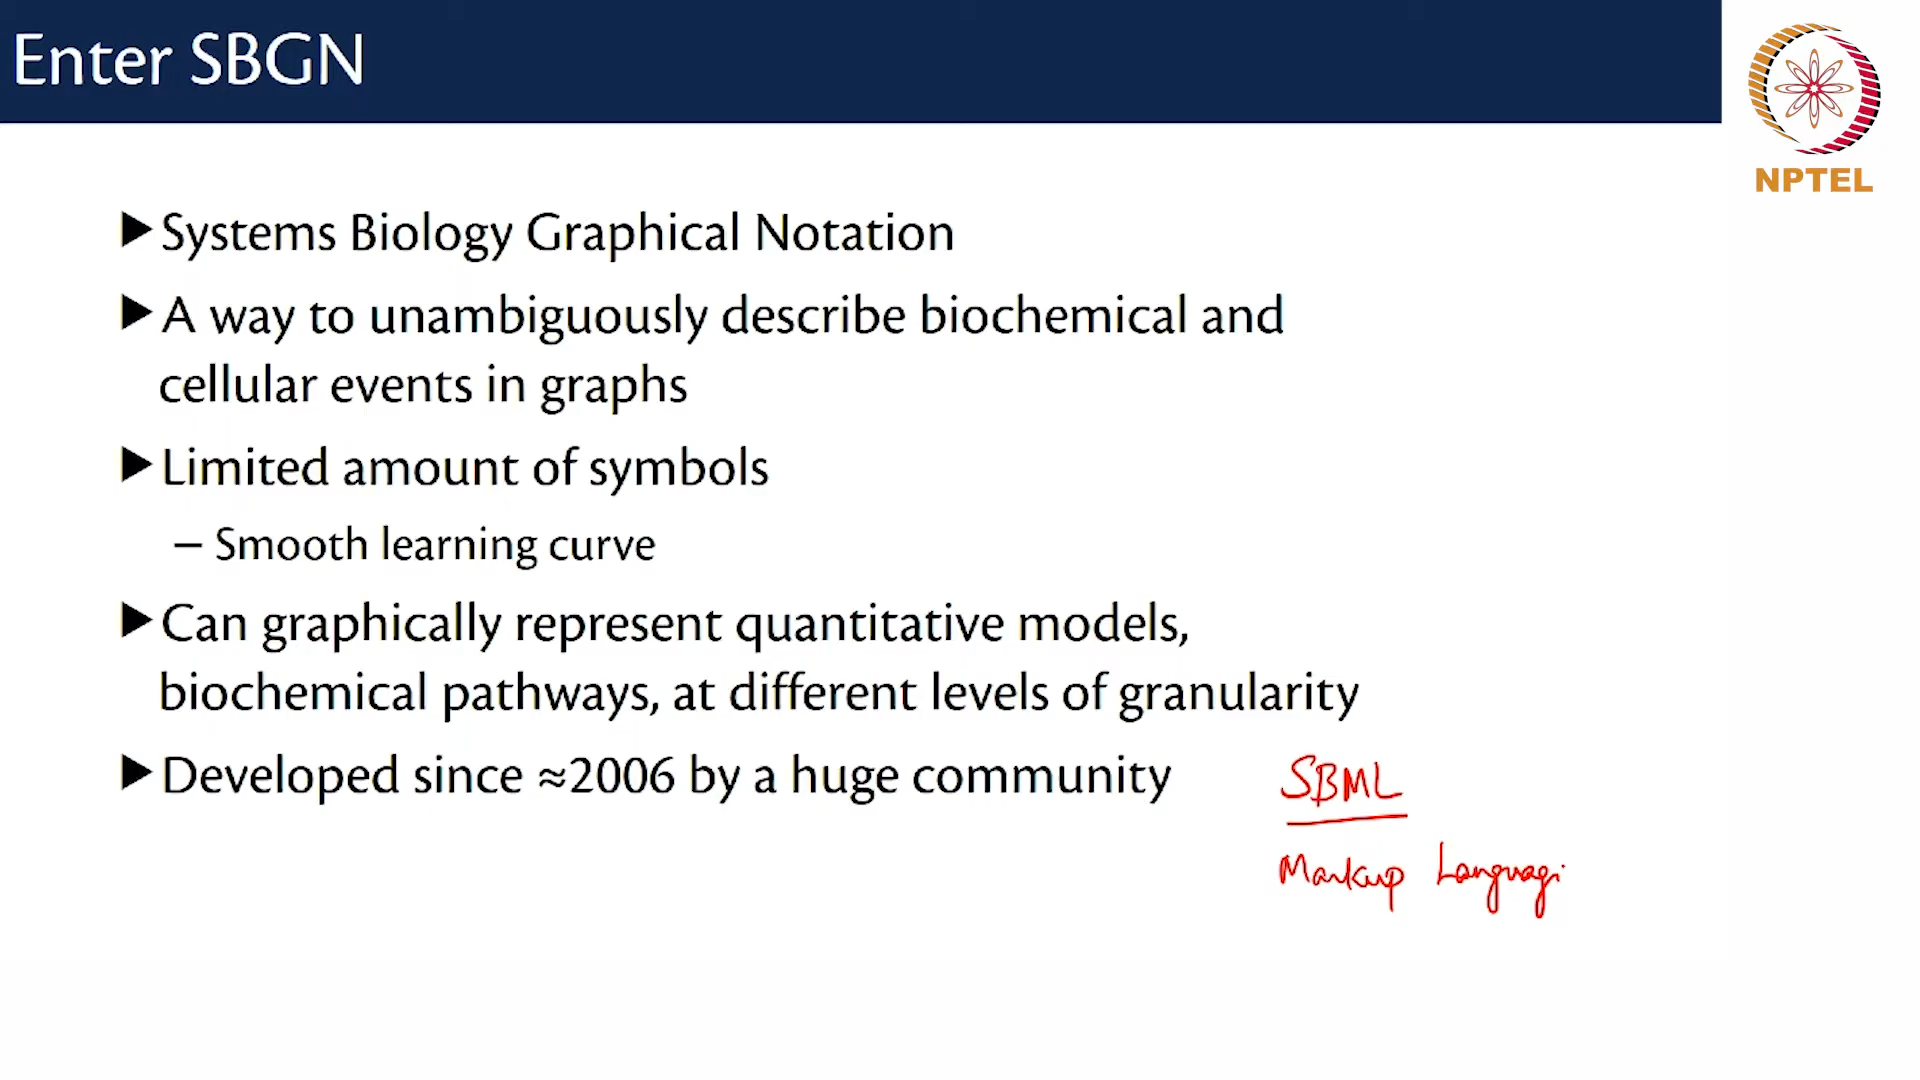 Enter SBGN
NPTEL
▶Systems Biology Graphical Notation
▶A way to unambiguously describe biochemical and
cellular events in graphs
▶Limited amount of symbols
– Smooth learning curve
▶Can graphically represent quantitative models,
biochemical pathways, at different levels of granularity
▶Developed since ≈2006 by a huge community
SBML
Markup Languag